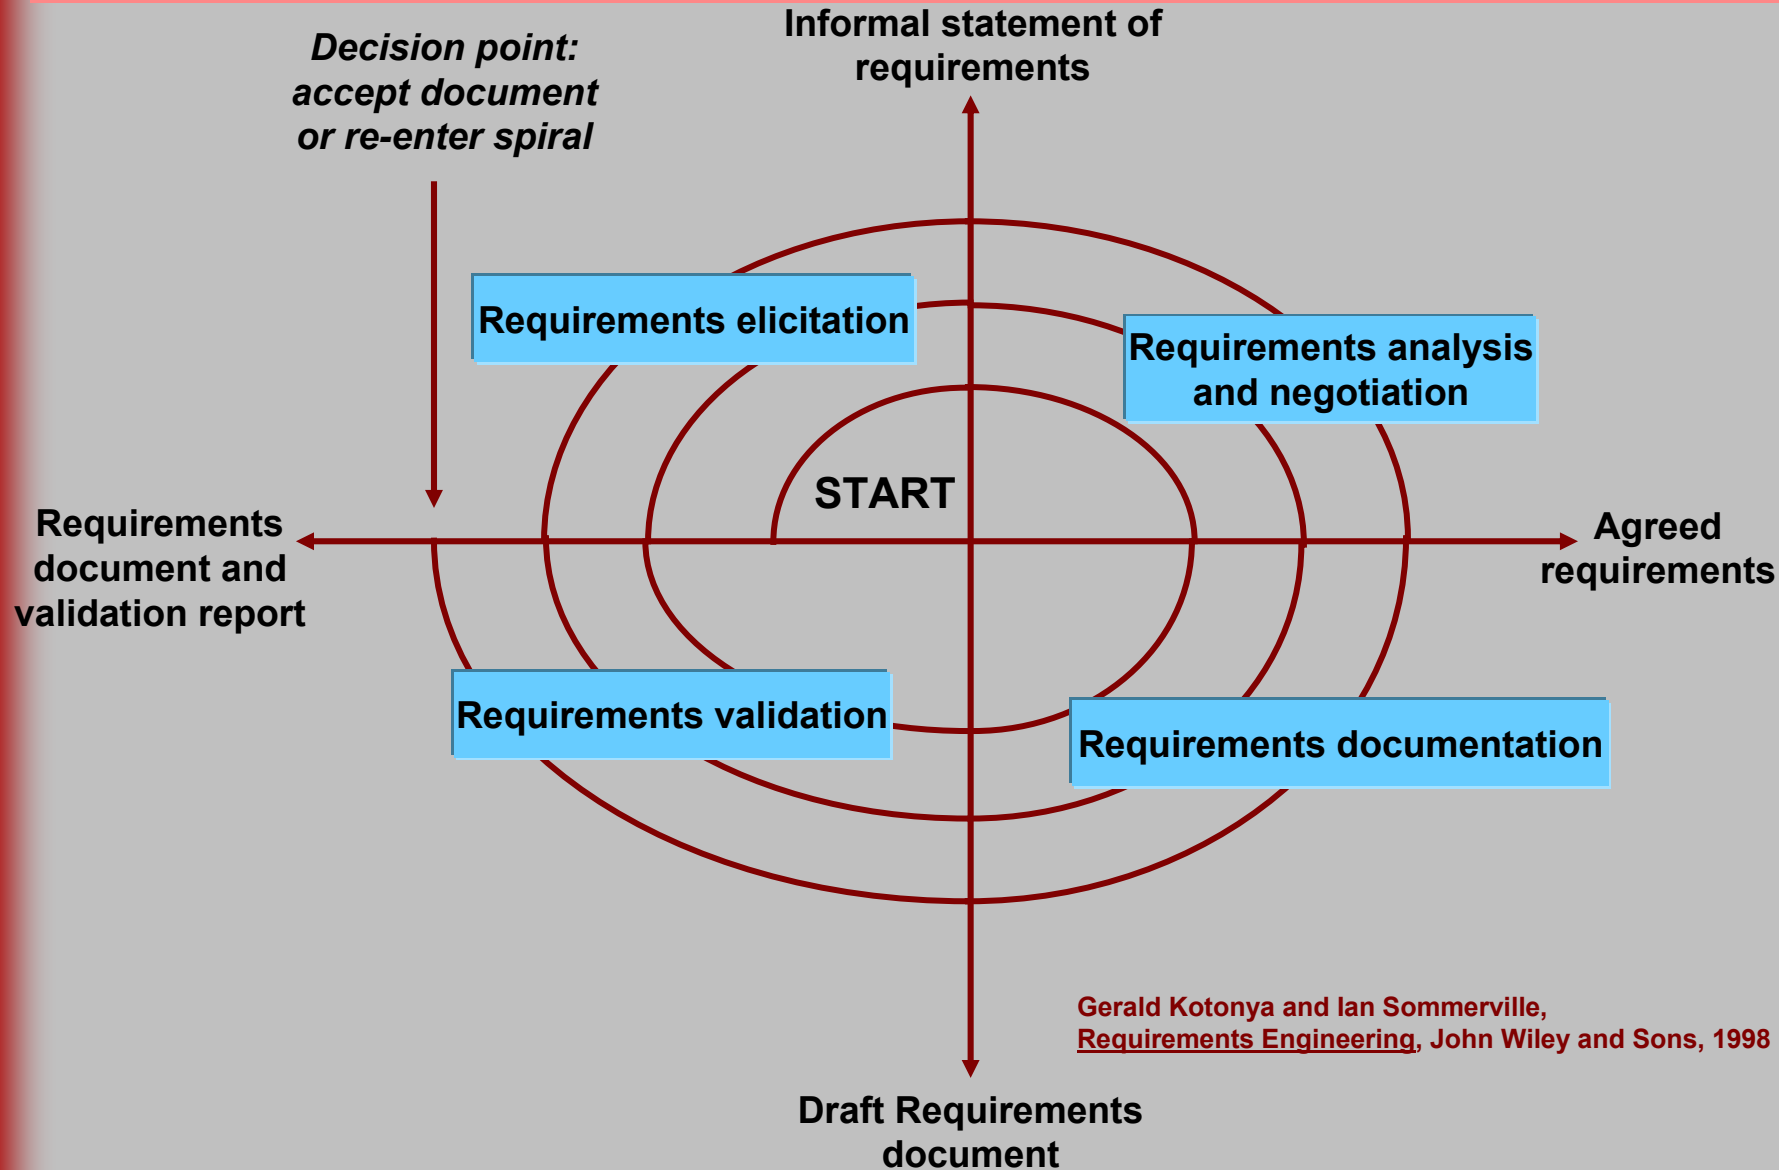 Informal statement of
requirements
Decision point:
accept document
or re-enter spiral
Requirements elicitation
Requirements analysis
and negotiation
START
Requirements
document and
validation report
Agreed
requirements
Requirements validation
Requirements documentation
Gerald Kotonya and Ian Sommerville,
Requirements Engineering, John Wiley and Sons, 1998
Draft Requirements
document